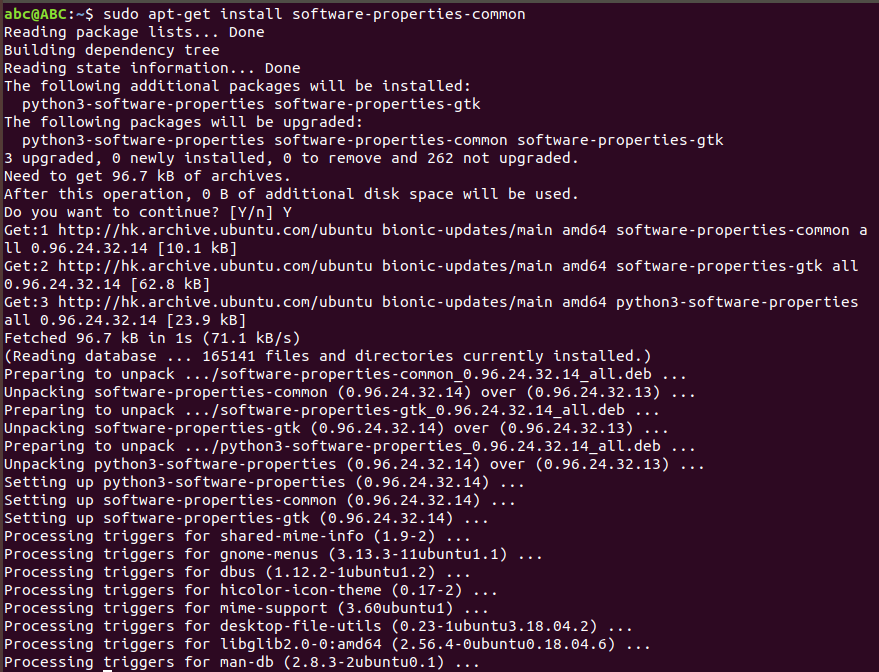 abc@ABC:~$ sudo apt-get install software-properties-common
Reading package lists... Done
Building dependency tree
Reading state information... Done
The following additional packages will be installed:
  python3-software-properties software-properties-gtk
The following packages will be upgraded:
  python3-software-properties software-properties-common software-properties-gtk
3 upgraded, 0 newly installed, 0 to remove and 262 not upgraded.
Need to get 96.7 kB of archives.
After this operation, 0 B of additional disk space will be used.
Do you want to continue? [Y/n] Y
Get:1 http://hk.archive.ubuntu.com/ubuntu bionic-updates/main amd64 software-properties-common a
ll 0.96.24.32.14 [10.1 kB]
Get:2 http://hk.archive.ubuntu.com/ubuntu bionic-updates/main amd64 software-properties-gtk all
0.96.24.32.14 [62.8 kB]
Get:3 http://hk.archive.ubuntu.com/ubuntu bionic-updates/main amd64 python3-software-properties
all 0.96.24.32.14 [23.9 kB]
Fetched 96.7 kB in 1s (71.1 kB/s)
(Reading database ... 165141 files and directories currently installed.)
Preparing to unpack .../software-properties-common_0.96.24.32.14_all.deb ...
Unpacking software-properties-common (0.96.24.32.14) over (0.96.24.32.13) ...
Preparing to unpack .../software-properties-gtk_0.96.24.32.14_all.deb ...
Unpacking software-properties-gtk (0.96.24.32.14) over (0.96.24.32.13) ...
Preparing to unpack .../python3-software-properties_0.96.24.32.14_all.deb ...
Unpacking python3-software-properties (0.96.24.32.14) over (0.96.24.32.13) ...
Setting up python3-software-properties (0.96.24.32.14) ...
Setting up software-properties-common (0.96.24.32.14) ...
Setting up software-properties-gtk (0.96.24.32.14) ...
Processing triggers for shared-mime-info (1.9-2) ...
Processing triggers for gnome-menus (3.13.3-11ubuntu1.1) ...
Processing triggers for dbus (1.12.2-1ubuntu1.2) ...
Processing triggers for hicolor-icon-theme (0.17-2) ...
Processing triggers for mime-support (3.60ubuntu1) ...
Processing triggers for desktop-file-utils (0.23-1ubuntu3.18.04.2) ...
Processing triggers for libglib2.0-0:amd64 (2.56.4-0ubuntu0.18.04.6) ...
Processing triggers for man-db (2.8.3-2ubuntu0.1) ...